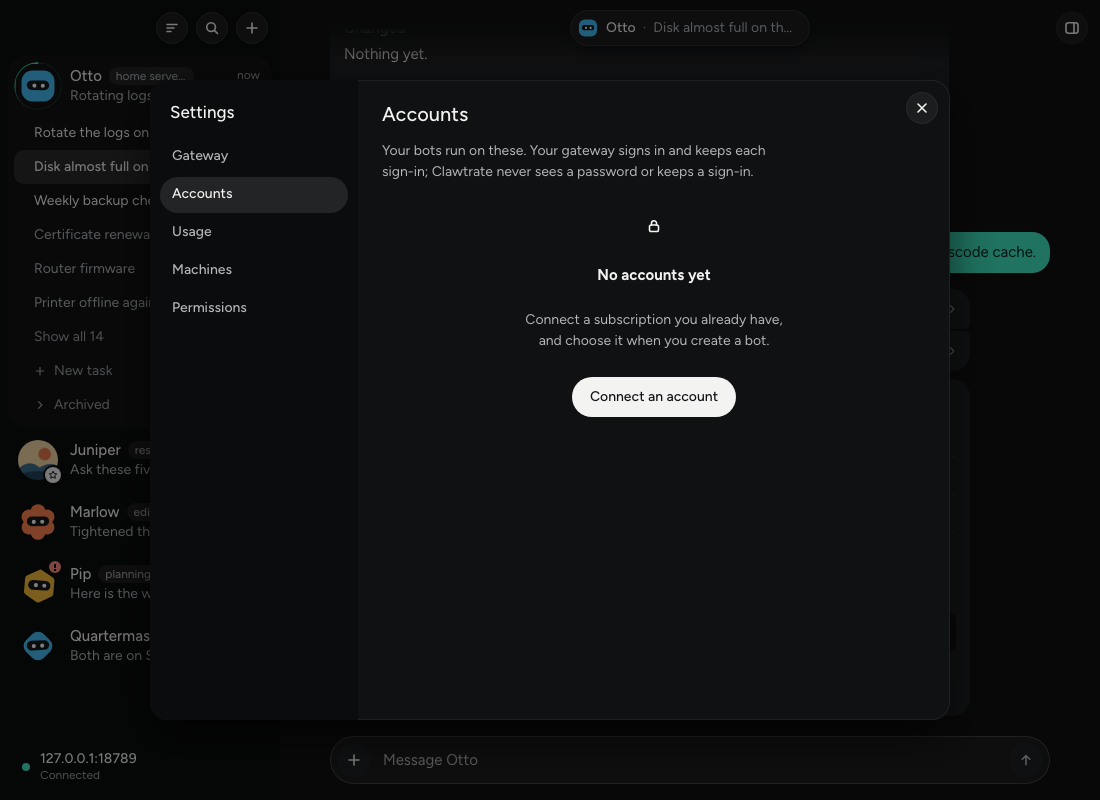 Otto · Disk almost full on th...
Nothing yet.
Otto home serve... now
Rotating logs
Rotate the logs on
Disk almost full on
Weekly backup che
Certificate renewa
Router firmware
Printer offline again
Show all 14
New task
Archived
Juniper res
Ask these fiv
Marlow edi
Tightened th
Pip planning
Here is the w
Quartermas
Both are on S
127.0.0.1:18789
Connected
Settings
Gateway
Accounts
Usage
Machines
Permissions
Accounts
Your bots run on these. Your gateway signs in and keeps each
sign-in; Clawtrate never sees a password or keeps a sign-in.
No accounts yet
Connect a subscription you already have,
and choose it when you create a bot.
Connect an account
scode cache.
Message Otto